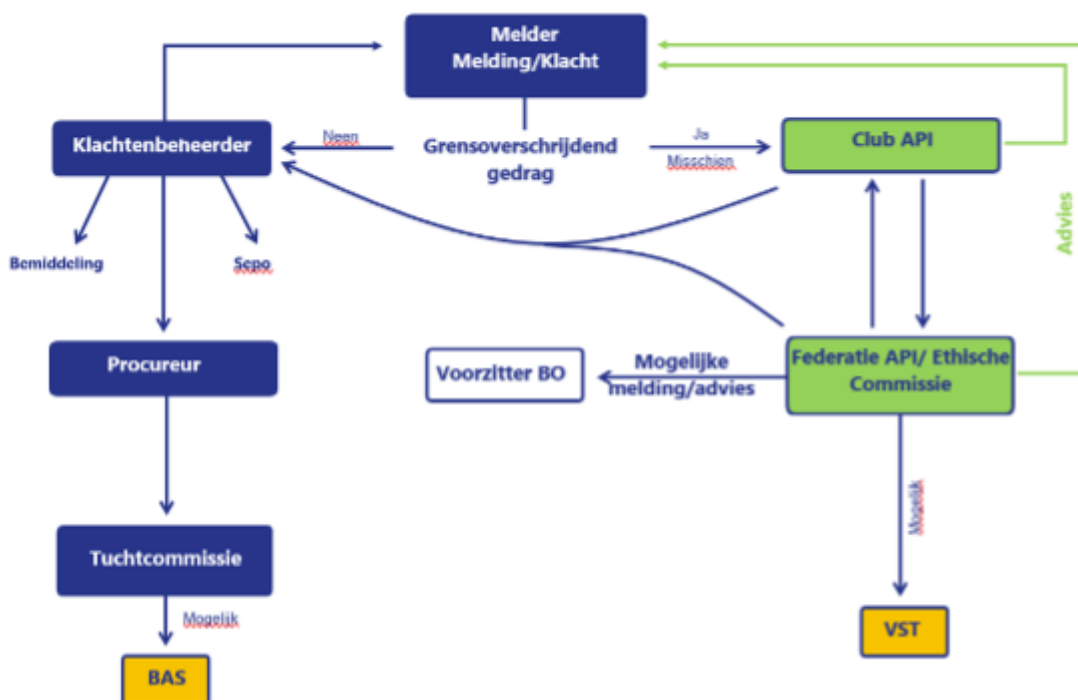 Melder
Melding/Klacht
Klachtenbeheerder
Neen
Grensoverschrijdend
gedrag
Ja
Misschien
Club API
Advies
Bemiddeling
Sepo
Procureur
Voorzitter BO
Mogelijke
melding/advies
Federatie API/ Ethische
Commissie
Mogelijk
Tuchtcommissie
Mogelijk
VST
BAS